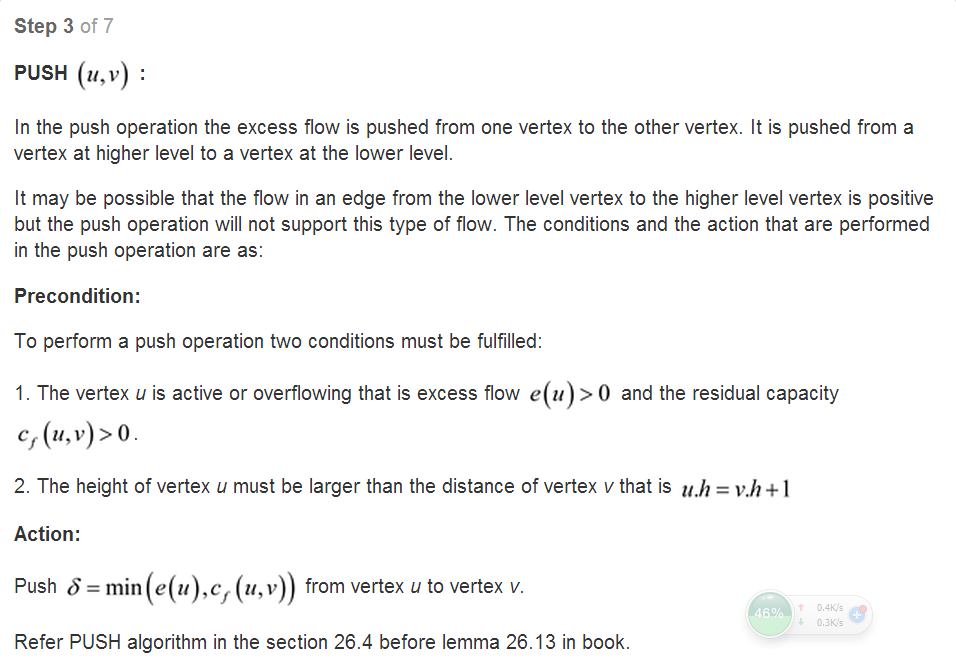 Step 3 of 7
PUSH (u,v) :
In the push operation the excess flow is pushed from one vertex to the other vertex. It is pushed from a
vertex at higher level to a vertex at the lower level.
It may be possible that the flow in an edge from the lower level vertex to the higher level vertex is positive
but the push operation will not support this type of flow. The conditions and the action that are performed
in the push operation are as:
Precondition:
To perform a push operation two conditions must be fulfilled:
1. The vertex u is active or overflowing that is excess flow e(u)>0 and the residual capacity
c_f(u,v)>0.
2. The height of vertex u must be larger than the distance of vertex v that is u.h=v.h+1
Action:
Push δ=min(e(u),c_f(u,v)) from vertex u to vertex v.
46%
↑ 0.4K/s
↓ 0.3K/s
+
Refer PUSH algorithm in the section 26.4 before lemma 26.13 in book.